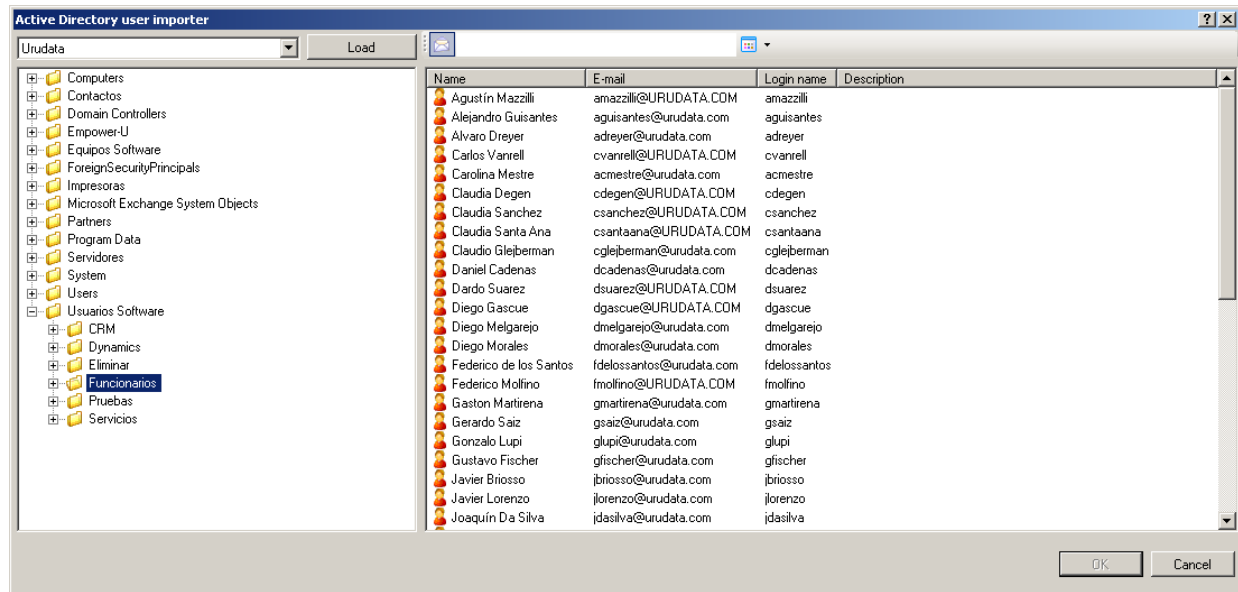 Active Directory user importer
Urudata Load
Computers
Contactos
Domain Controllers
Empower-U
Equipos Software
ForeignSecurityPrincipals
Impresoras
Microsoft Exchange System Objects
Partners
Program Data
Servidores
System
Users
Usuarios Software
CRM
Dynamics
Eliminar
Funcionarios
Pruebas
Servicios
Name E-mail Login name Description
Agustín Mazzilli amazzilli@URUDATA.COM amazzilli
Alejandro Guisantes aguisantes@urudata.com aguisantes
Alvaro Dreyer adreyer@urudata.com adreyer
Carlos Vanrell cvanrell@URUDATA.COM cvanrell
Carolina Mestre acmestre@urudata.com acmestre
Claudia Degen cdegen@URUDATA.COM cdegen
Claudia Sanchez csanchez@URUDATA.COM csanchez
Claudia Santa Ana csantaana@URUDATA.COM csantaana
Claudio Glejberman cglejberman@urudata.com cglejberman
Daniel Cadenas dcadenas@urudata.com dcadenas
Dardo Suarez dsuarez@URUDATA.COM dsuarez
Diego Gascue dgascue@URUDATA.COM dgascue
Diego Melgarejo dmelgarejo@urudata.com dmelgarejo
Diego Morales dmorales@urudata.com dmorales
Federico de los Santos fdelossantos@urudata.com fdelossantos
Federico Molfino fmolfino@URUDATA.COM fmolfino
Gaston Martirena gmartirena@urudata.com gmartirena
Gerardo Saiz gsaiz@urudata.com gsaiz
Gonzalo Lupi glupi@urudata.com glupi
Gustavo Fischer gfischer@urudata.com gfischer
Javier Briosso jbriosso@urudata.com jbriosso
Javier Lorenzo jlorenzo@urudata.com jlorenzo
Joaquín Da Silva jdasilva@urudata.com jdasilva
OK Cancel